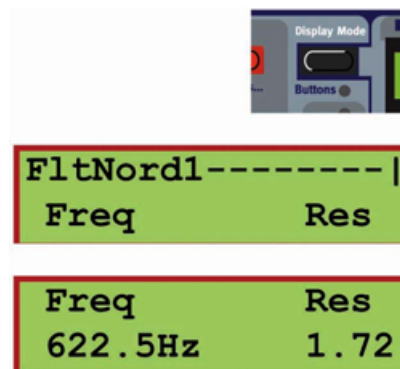 Display Mode
Buttons
FltNord1--------|
Freq Res
Freq Res
622.5Hz 1.72